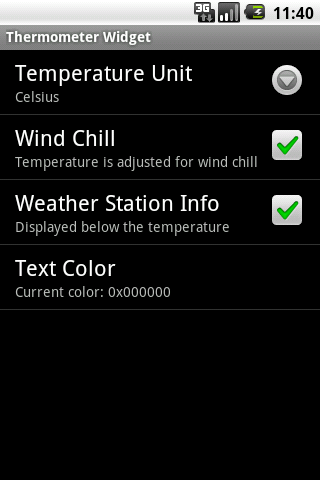 3G 11:40
Thermometer Widget
Temperature Unit
Celsius
Wind Chill
Temperature is adjusted for wind chill
Weather Station Info
Displayed below the temperature
Text Color
Current color: 0x000000